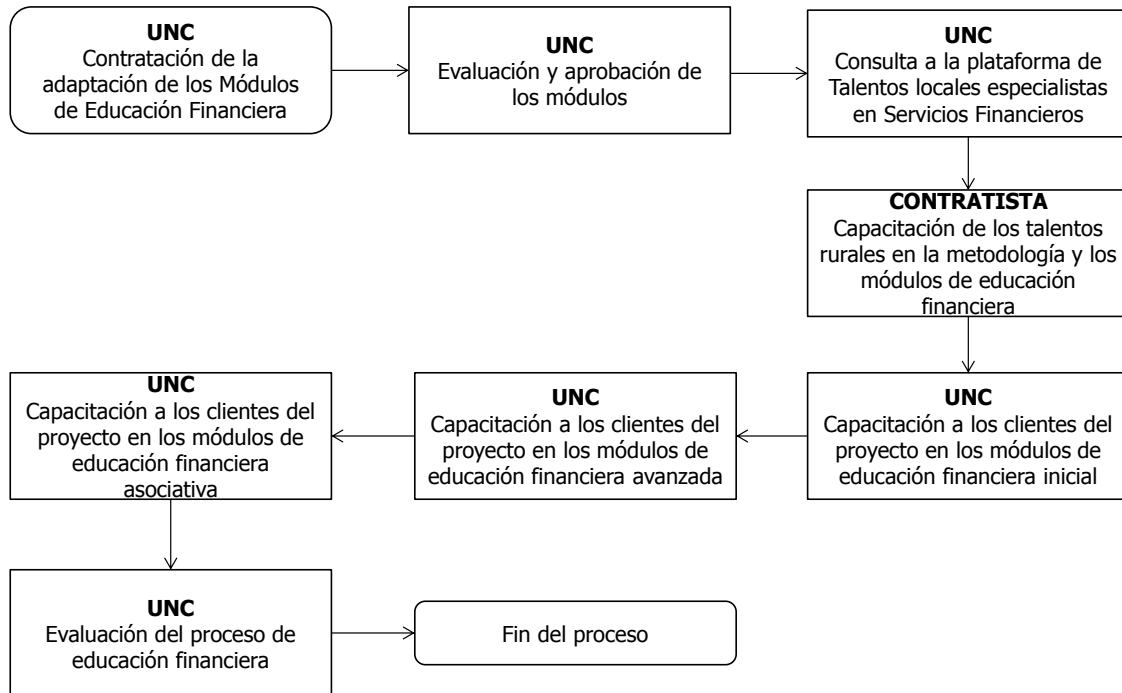 UNC
Contratación de la
adaptación de los Módulos
de Educación Financiera
UNC
Evaluación y aprobación de
los módulos
UNC
Consulta a la plataforma de
Talentos locales especialistas
en Servicios Financieros
CONTRATISTA
Capacitación de los talentos
rurales en la metodología y los
módulos de educación
financiera
UNC
Capacitación a los clientes del
proyecto en los módulos de
educación financiera inicial
UNC
Capacitación a los clientes del
proyecto en los módulos de
educación financiera avanzada
UNC
Capacitación a los clientes del
proyecto en los módulos de
educación financiera
asociativa
UNC
Evaluación del proceso de
educación financiera
Fin del proceso